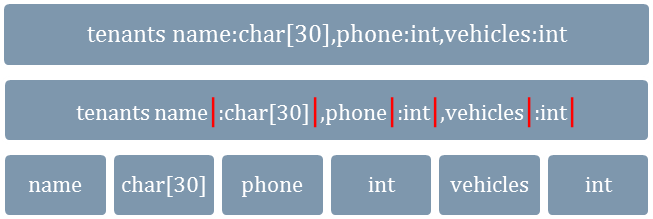 tenants name:char[30],phone:int,vehicles:int
tenants name|:char[30]|,phone|:int|,vehicles|:int|
name char[30] phone int vehicles int